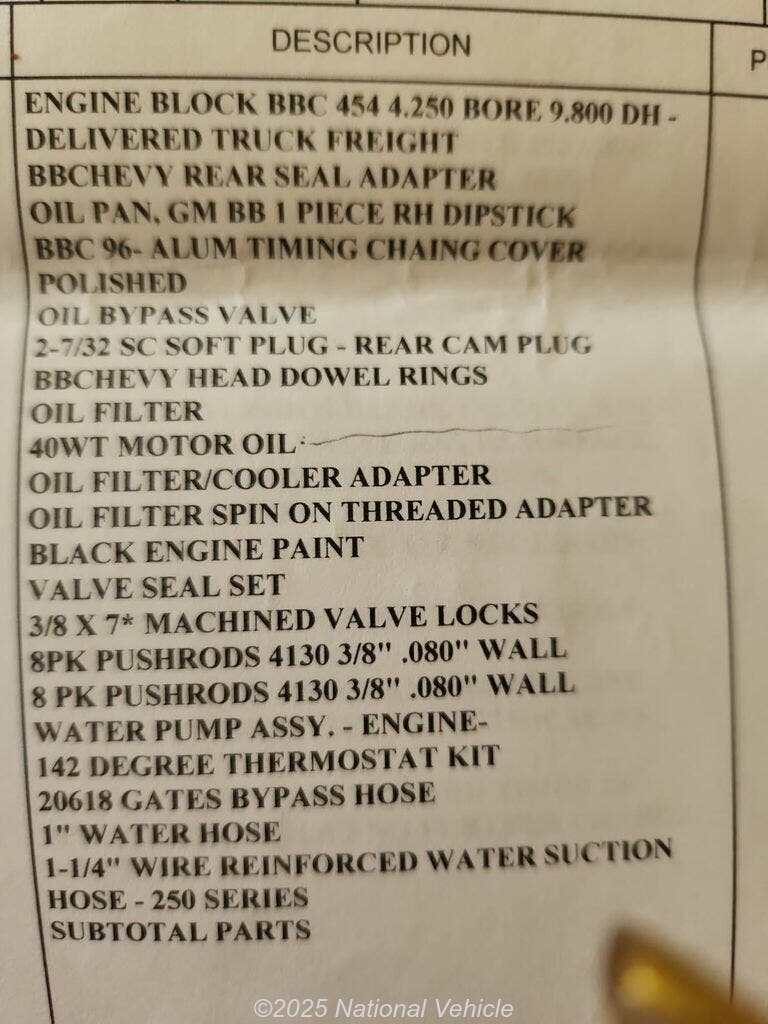 DESCRIPTION
P
ENGINE BLOCK BBC 454 4.250 BORE 9.800 DH -
DELIVERED TRUCK FREIGHT
BBCHEVY REAR SEAL ADAPTER
OIL PAN, GM BB 1 PIECE RH DIPSTICK
BBC 96- ALUM TIMING CHAING COVER
POLISHED
OIL BYPASS VALVE
2-7/32 SC SOFT PLUG - REAR CAM PLUG
BBCHEVY HEAD DOWEL RINGS
OIL FILTER
40WT MOTOR OIL
OIL FILTER/COOLER ADAPTER
OIL FILTER SPIN ON THREADED ADAPTER
BLACK ENGINE PAINT
VALVE SEAL SET
3/8 X 7* MACHINED VALVE LOCKS
8PK PUSHRODS 4130 3/8" .080" WALL
8 PK PUSHRODS 4130 3/8" .080" WALL
WATER PUMP ASSY. - ENGINE-
142 DEGREE THERMOSTAT KIT
20618 GATES BYPASS HOSE
1" WATER HOSE
1-1/4" WIRE REINFORCED WATER SUCTION
HOSE - 250 SERIES
SUBTOTAL PARTS
©2025 National Vehicle